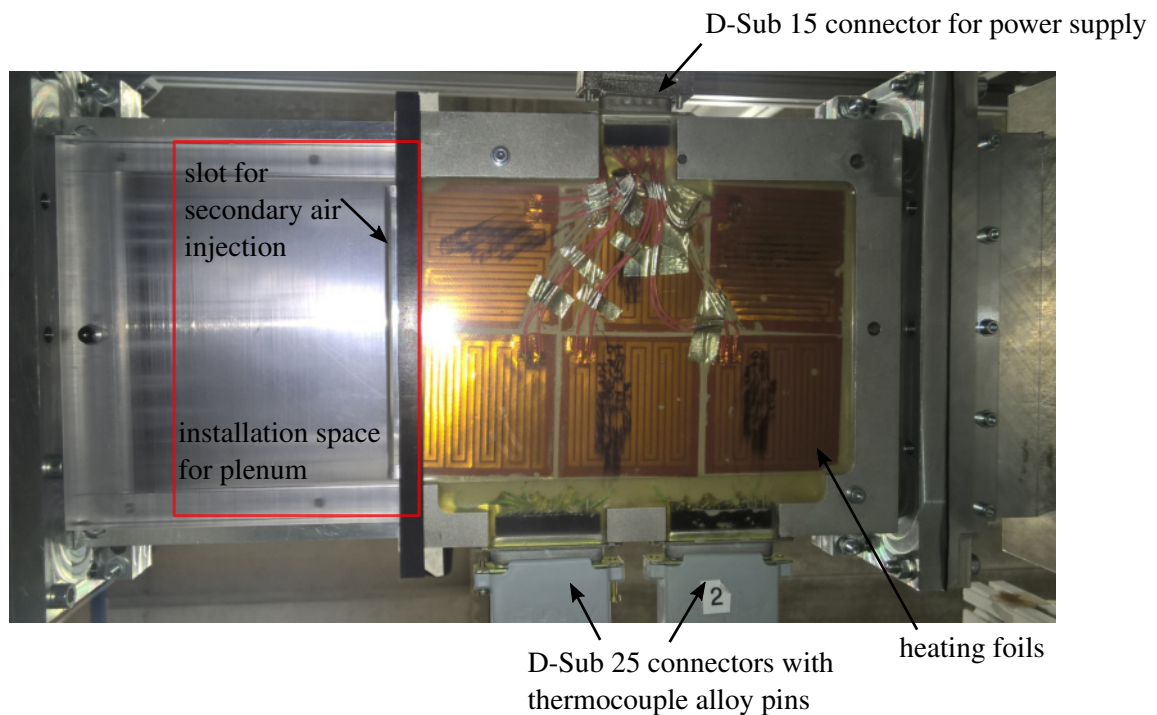 D-Sub 15 connector for power supply
slot for
secondary air
injection
installation space
for plenum
2
heating foils
D-Sub 25 connectors with
thermocouple alloy pins